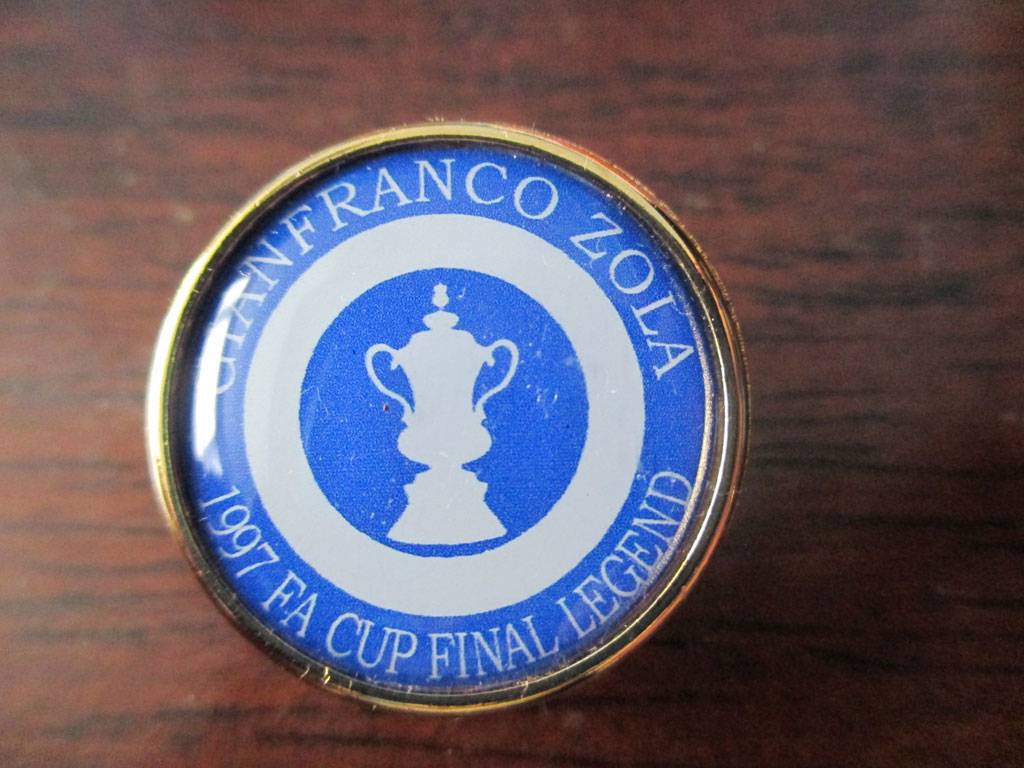 GIANFRANCO ZOLA
1997 FA CUP FINAL LEGEND